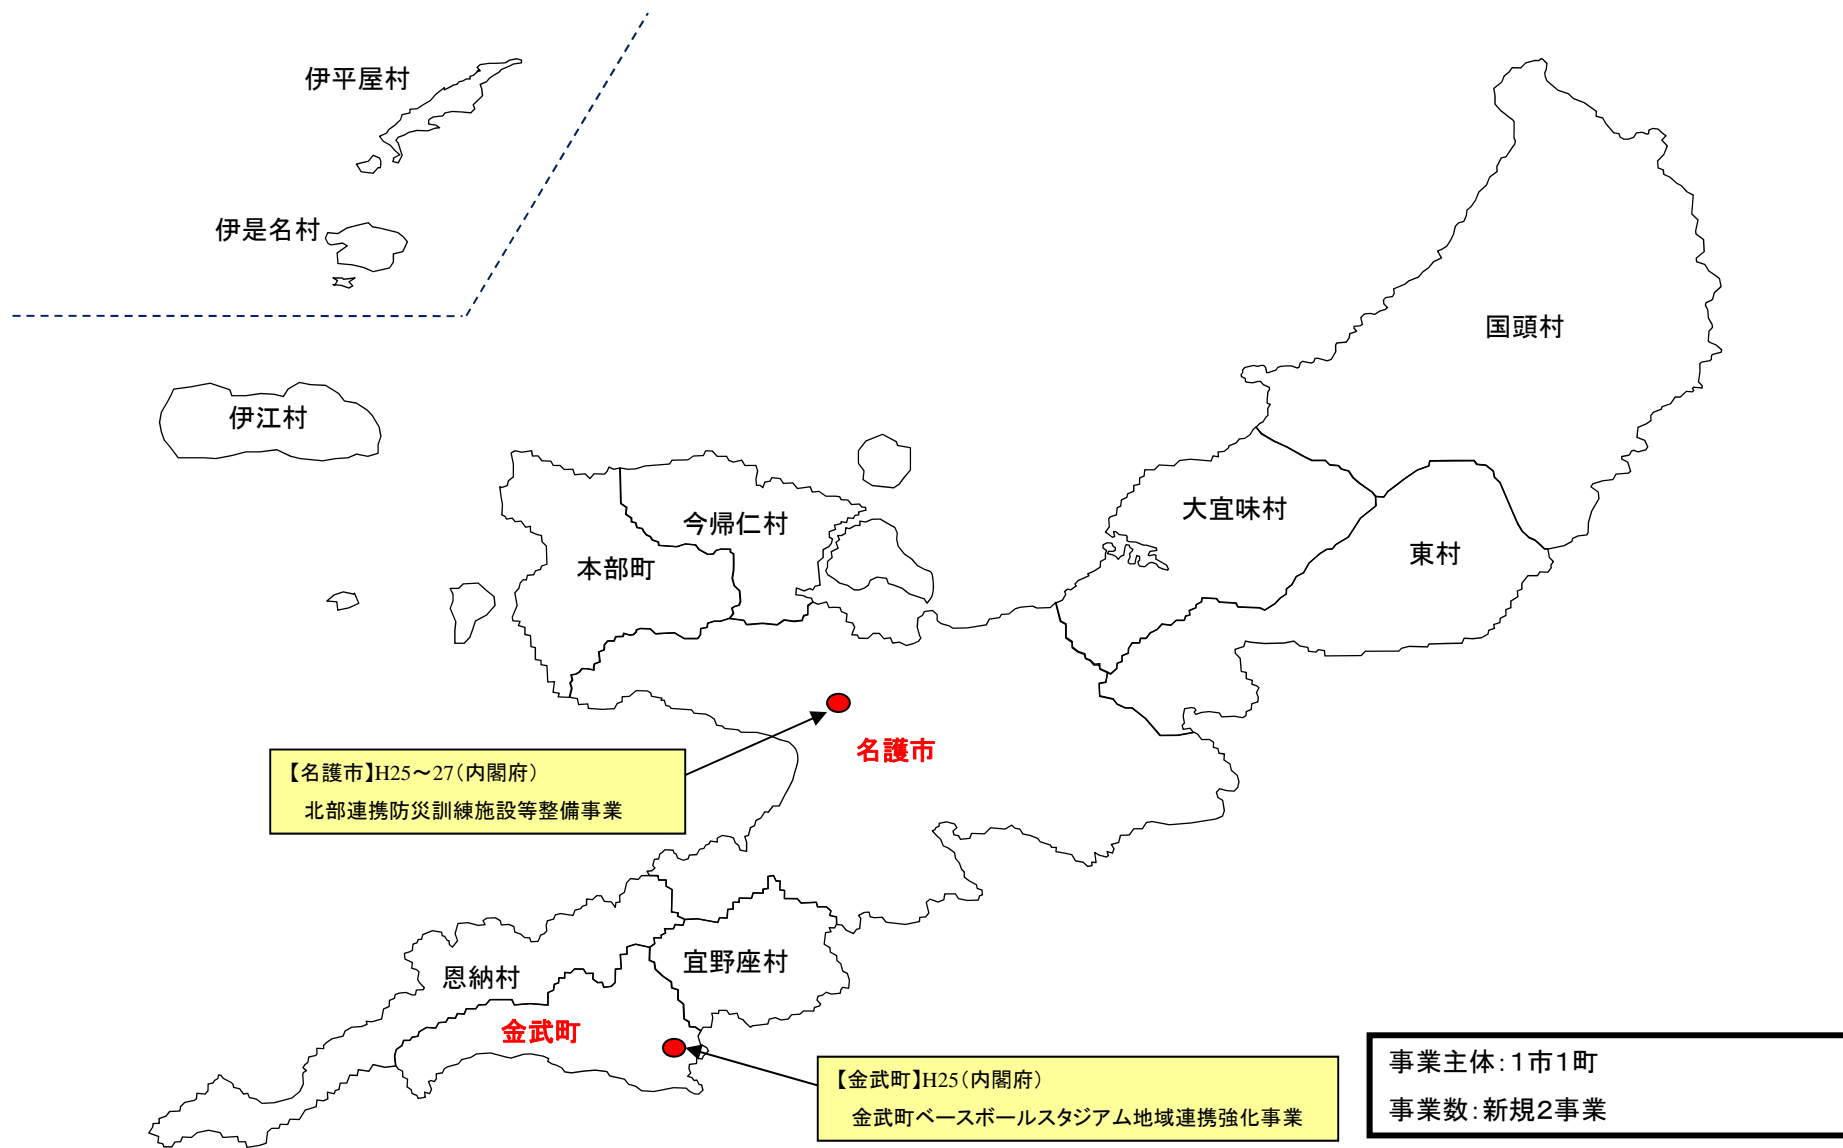 伊平屋村
伊是名村
国頭村
伊江村
大宜味村
今帰仁村
東村
本部町
名護市
【名護市】H25～27（内閣府）
北部連携防災訓練施設等整備事業
宜野座村
恩納村
金武町
【金武町】H25（内閣府）
金武町ベースボールスタジアム地域連携強化事業
事業主体：１市１町
事業数：新規２事業